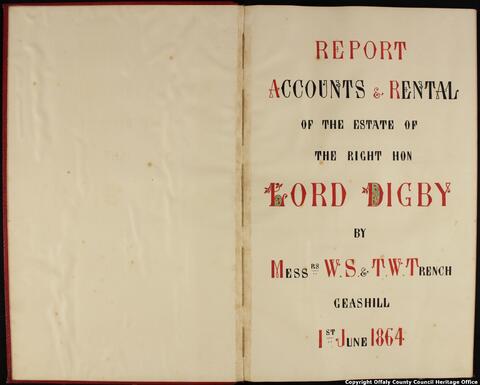 REPORT
ACCOUNTS & RENTAL
OF THE ESTATE OF
THE RIGHT HON
LORD DIGBY
BY
MESSRS W.S. & T.W. TRENCH
GEASHILL
1ST JUNE 1864
Copyright Offaly County Council Heritage Office